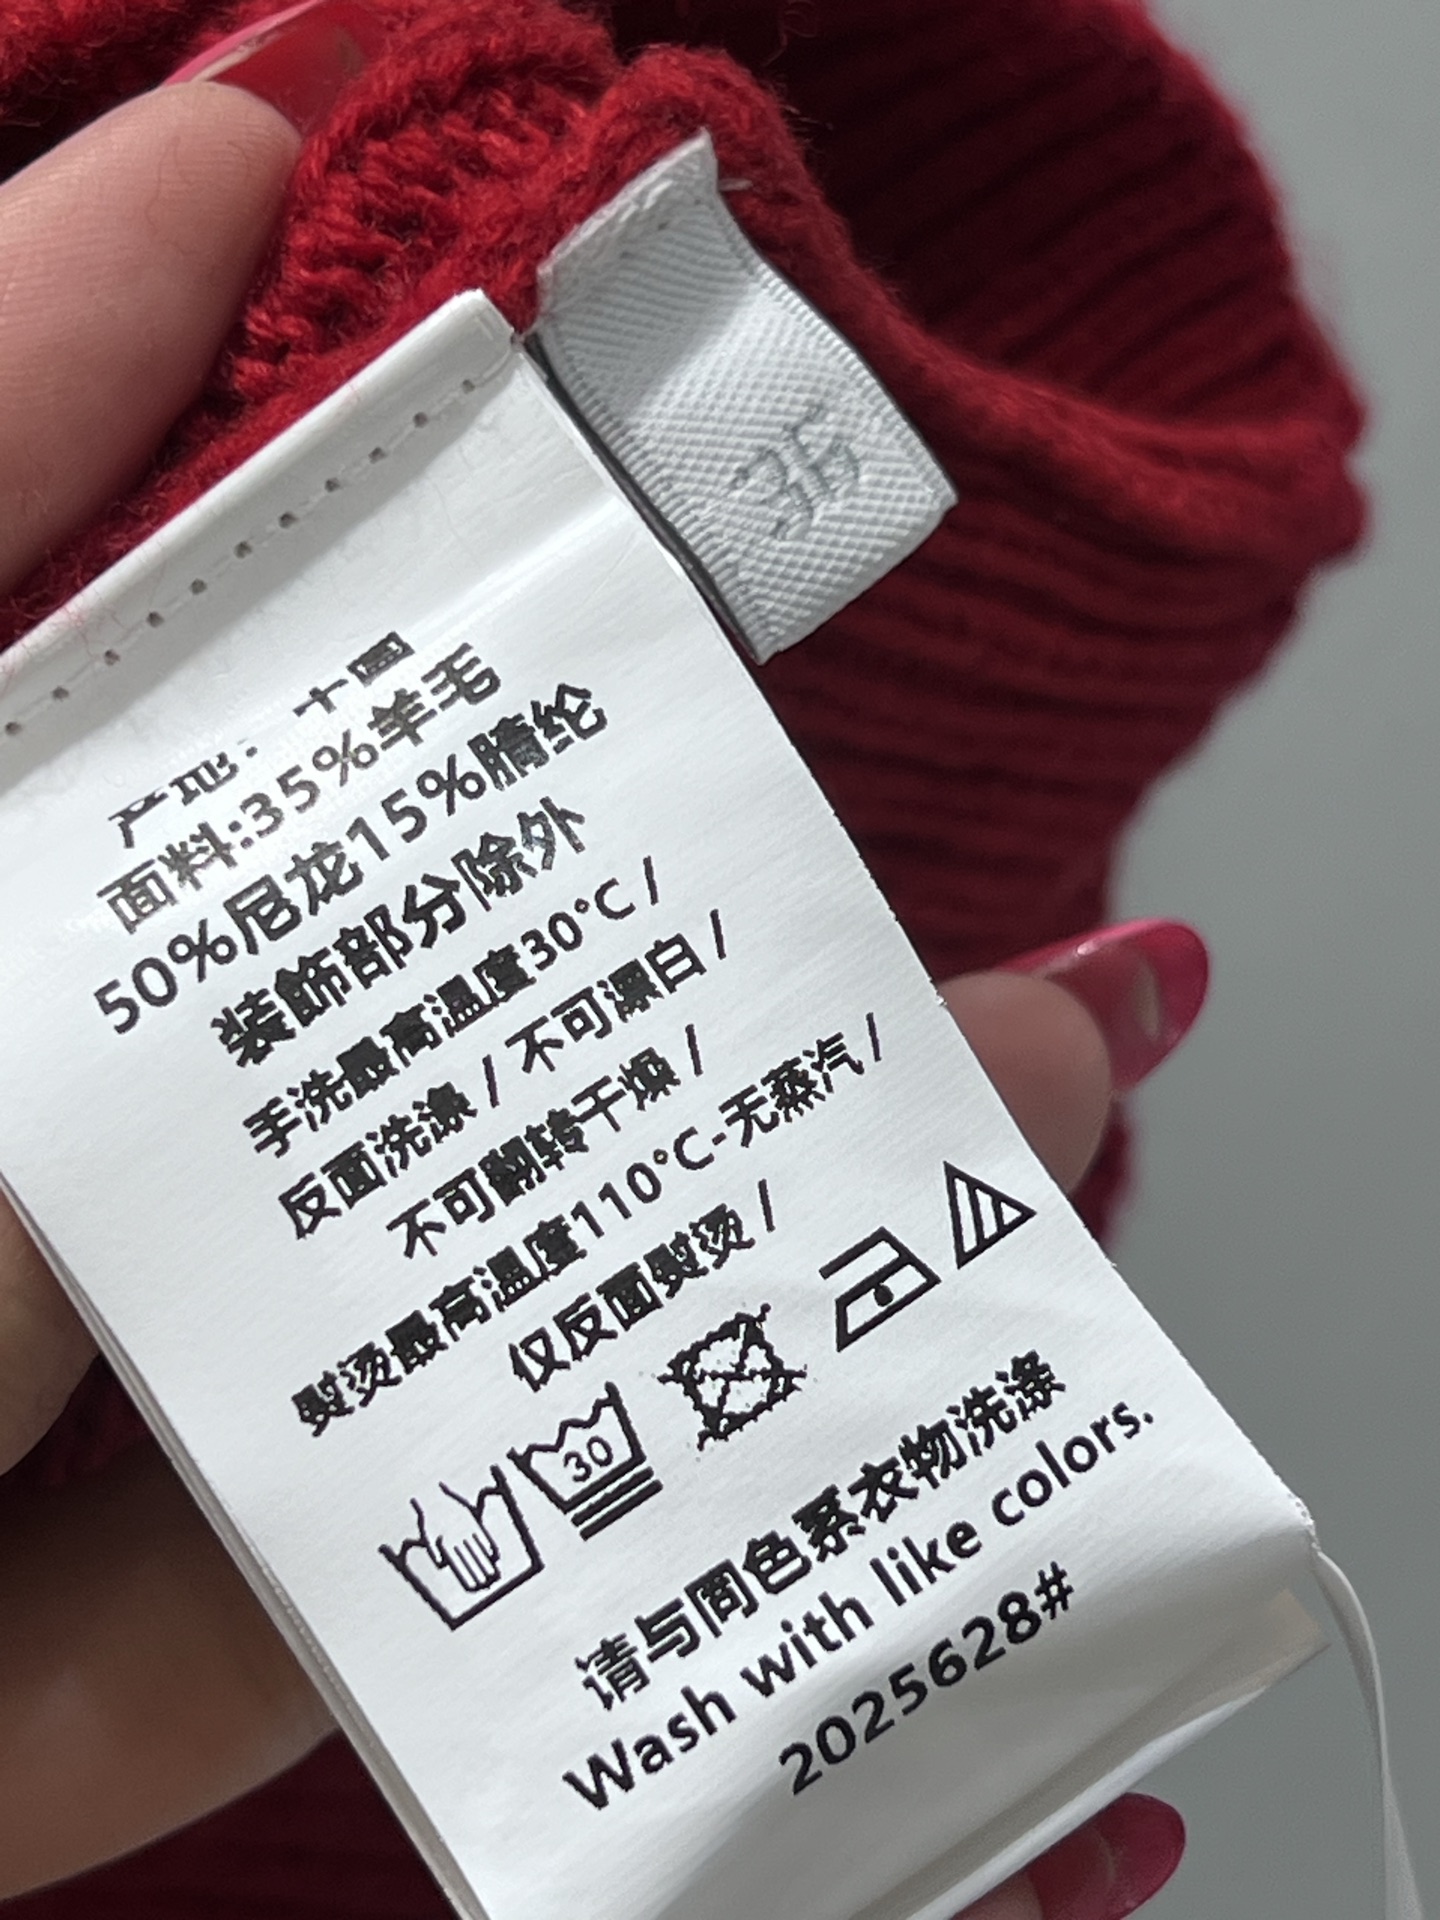 36
产地：中国
面料:35%羊毛
50%尼龙15%腈纶
装饰部分除外
手洗最高温度30°C /
反面洗涤 / 不可漂白 /
不可翻转干燥 /
熨烫最高温度110°C-无蒸汽 /
仅反面熨烫 /
30
请与同色系衣物洗涤
Wash with like colors.
2025628#